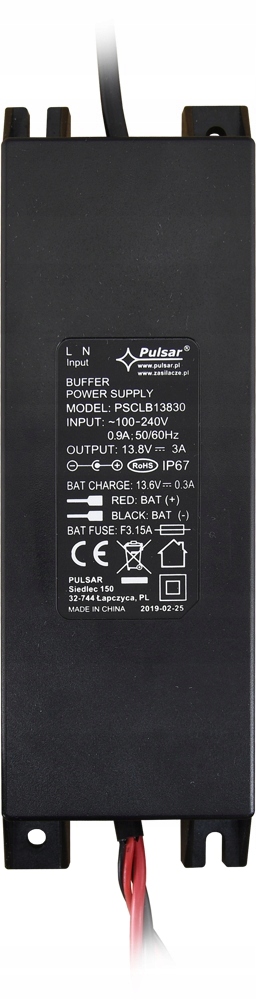 L N
Input
Pulsar®
www.pulsar.pl
www.zasilacze.pl
BUFFER
POWER SUPPLY
MODEL: PSCLB13830
INPUT: ~100-240V
0.9A: 50/60Hz
OUTPUT: 13.8V ⎓ 3A
RoHS IP67
BAT CHARGE: 13.6V ⎓ 0.3A
RED: BAT (+)
BLACK: BAT (-)
BAT FUSE: F3.15A
CE
PULSAR
Siedlec 150
32-744 Łapczyca, PL
MADE IN CHINA 2019-02-25